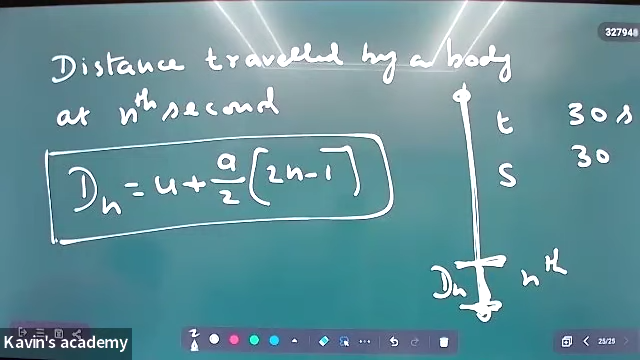 327948
Distance travelled by a body
at nth second
t 30 s
S 30
Dn = u + a/2 (2n-1)
Dn nth
Kavin's academy
25/25